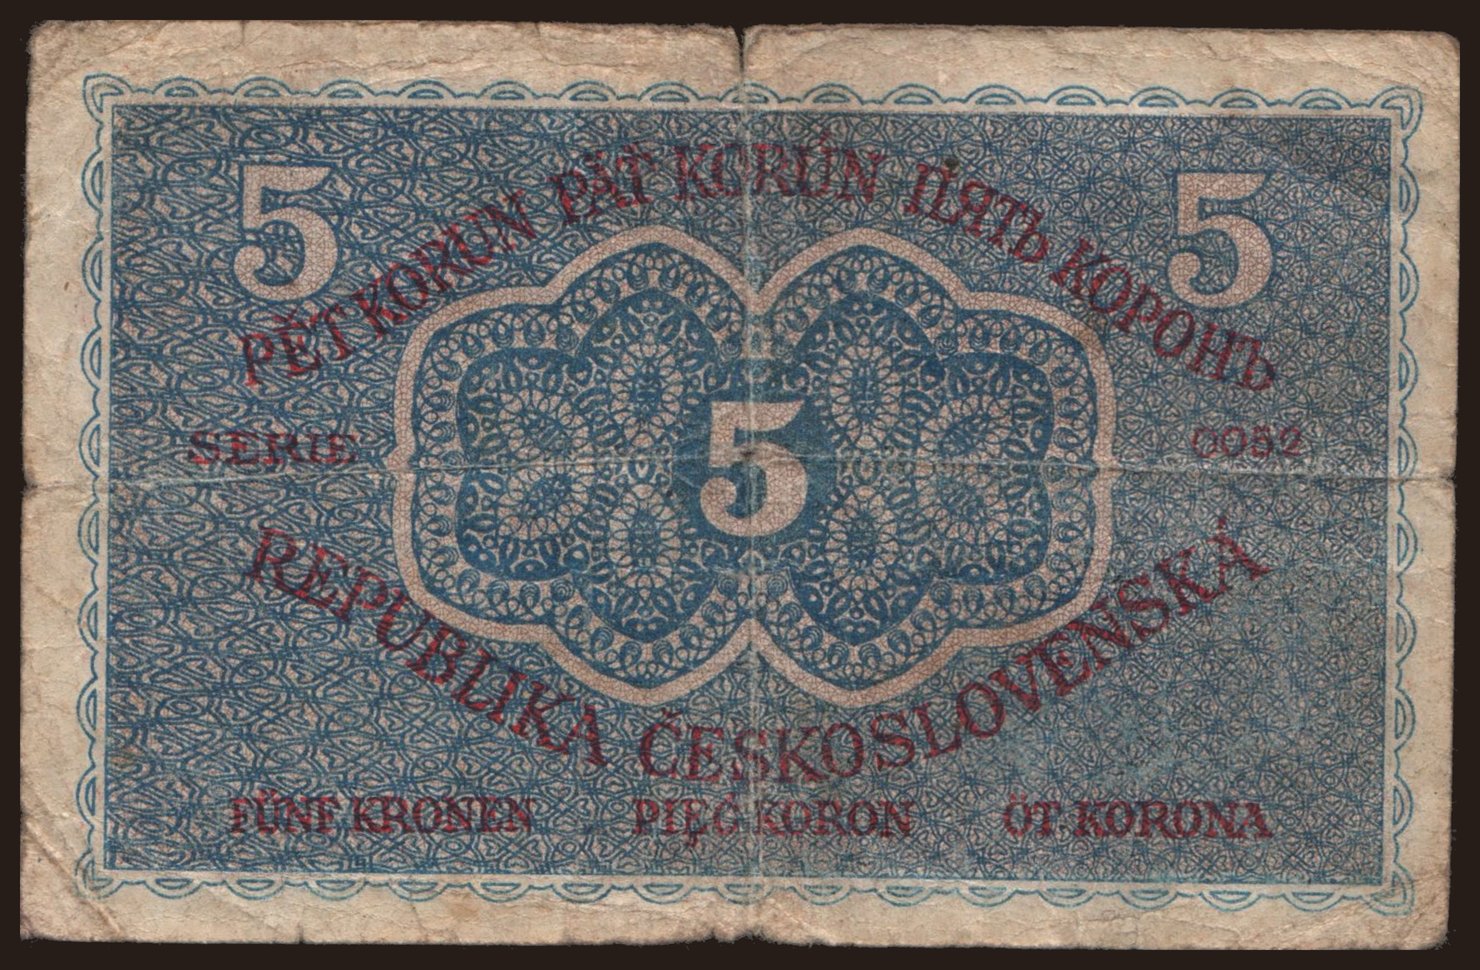 5 5
PĚT KORUN PÄŤ KORÚN ПЯТЬ КОРОНЪ
SERIE 5 0052
REPUBLIKA ČESKOSLOVENSKÁ
FÜNF KRONEN PIĘĆ KORON ÖT KORONA